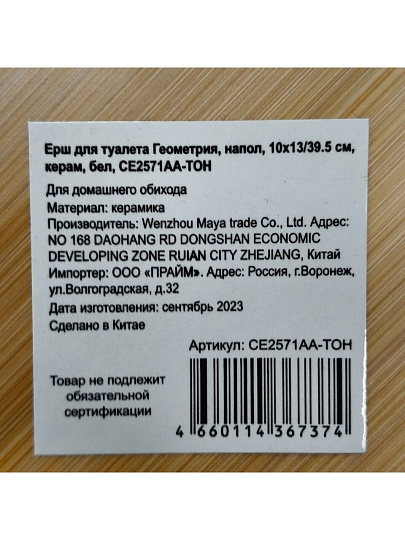 Ерш для туалета Геометрия, напол, 10х13/39.5 см,
керам, бел, CE2571AA-TOH
Для домашнего обихода
Материал: керамика
Производитель: Wenzhou Maya trade Co., Ltd. Адрес:
NO 168 DAOHANG RD DONGSHAN ECONOMIC
DEVELOPING ZONE RUIAN CITY ZHEJIANG, Китай
Импортер: ООО «ПРАЙМ». Адрес: Россия, г.Воронеж,
ул.Волгоградская, д.32
Дата изготовления: сентябрь 2023
Сделано в Китае
Артикул: CE2571AA-TOH
Товар не подлежит
обязательной
сертификации
4 660114 367374